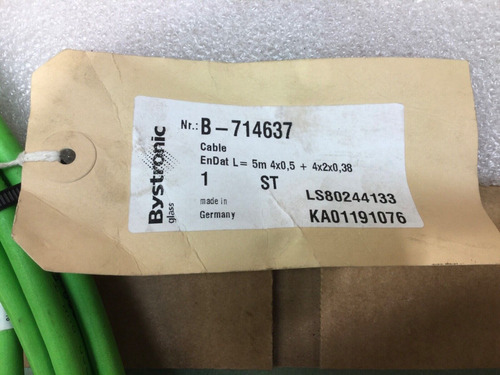 Bystronic
glass
Nr.: B-714637
Cable
EnDat L= 5m 4x0,5 + 4x2x0,38
1 ST
LS80244133
made in
Germany
KA01191076